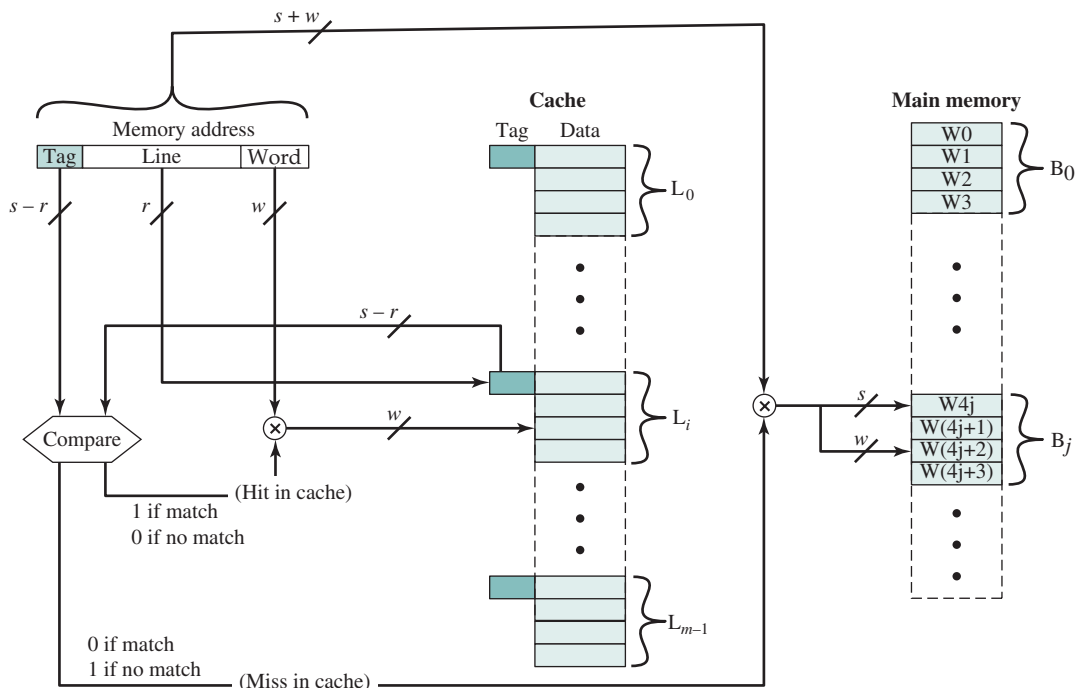 s + w
Cache
Main memory
Memory address
Tag Data
Tag Line Word
W0
W1
W2
W3
B0
L0
s – r
r
w
s – r
Compare
w
Li
s
w
W4j
W(4j+1)
W(4j+2)
W(4j+3)
Bj
(Hit in cache)
1 if match
0 if no match
Lm–1
0 if match
1 if no match
(Miss in cache)